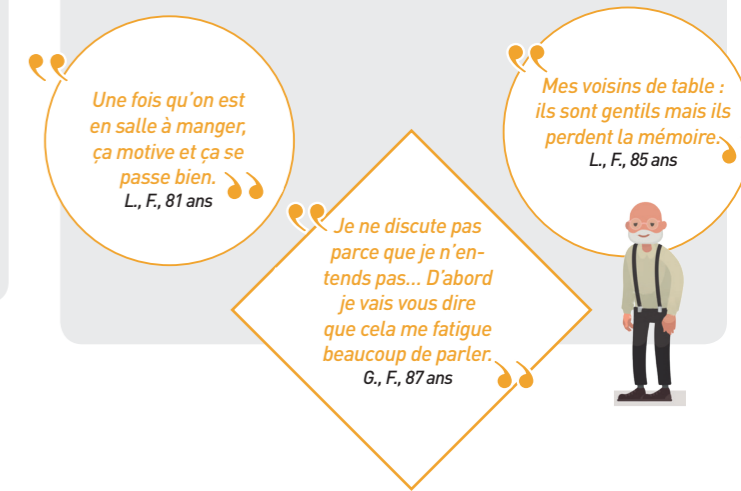 Une fois qu'on est
en salle à manger,
ça motive et ça se
passe bien.
L., F., 81 ans
Je ne discute pas
parce que je n'en-
tends pas... D'abord
je vais vous dire
que cela me fatigue
beaucoup de parler.
G., F., 87 ans
Mes voisins de table :
ils sont gentils mais ils
perdent la mémoire.
L., F., 85 ans